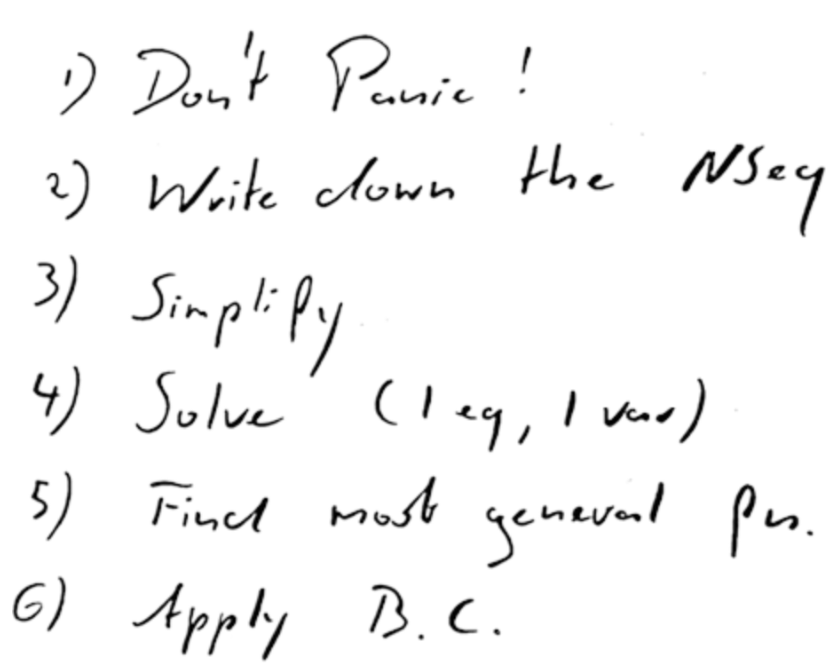 1) Don't Panic !
2) Write down the NSeq
3) Simplify
4) Solve (1 eq, 1 var)
5) Find most general fn.
6) Apply B.C.